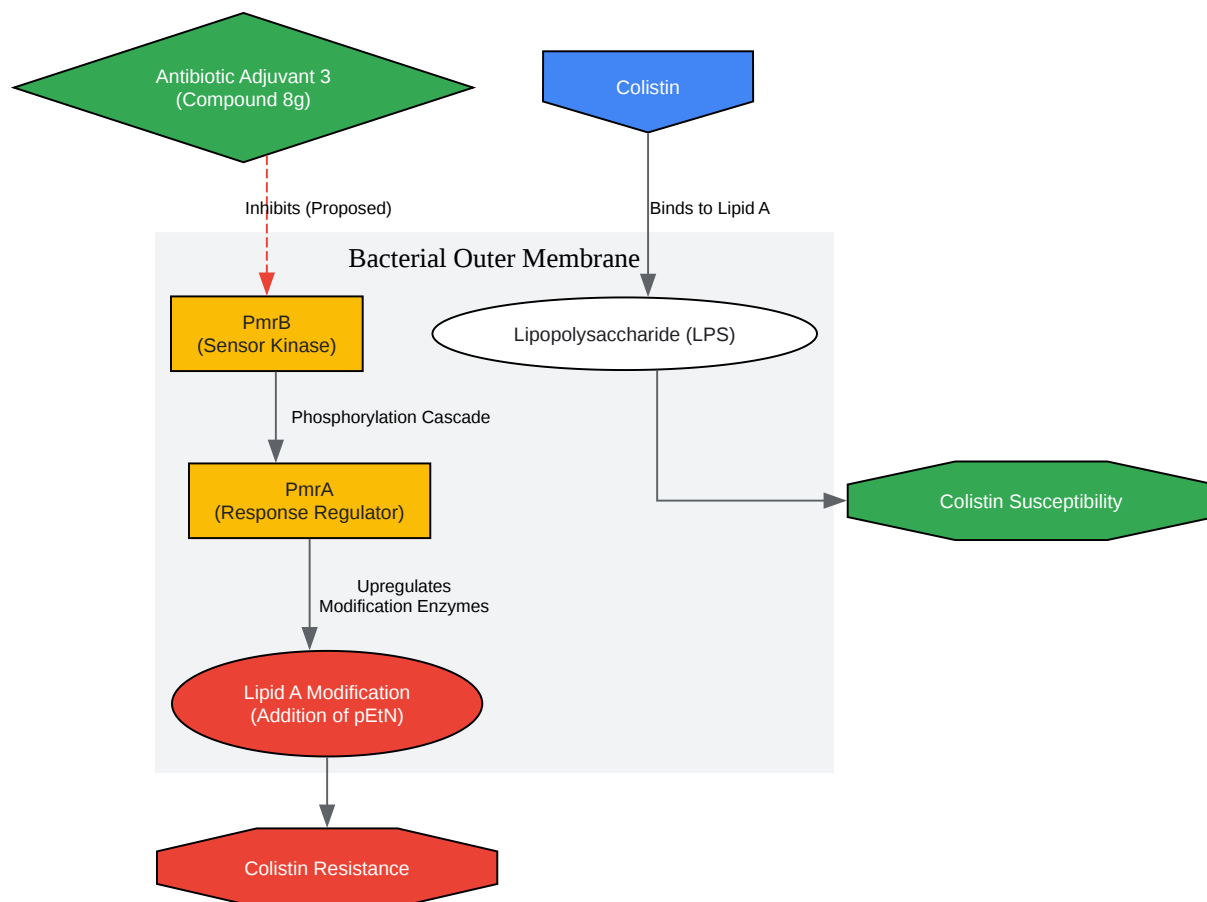 Antibiotic Adjuvant 3
(Compound 8g)
Colistin
Inhibits (Proposed)
Binds to Lipid A
Bacterial Outer Membrane
PmrB
(Sensor Kinase)
Lipopolysaccharide (LPS)
Phosphorylation Cascade
PmrA
(Response Regulator)
Colistin Susceptibility
Upregulates
Modification Enzymes
Lipid A Modification
(Addition of pEtN)
Colistin Resistance